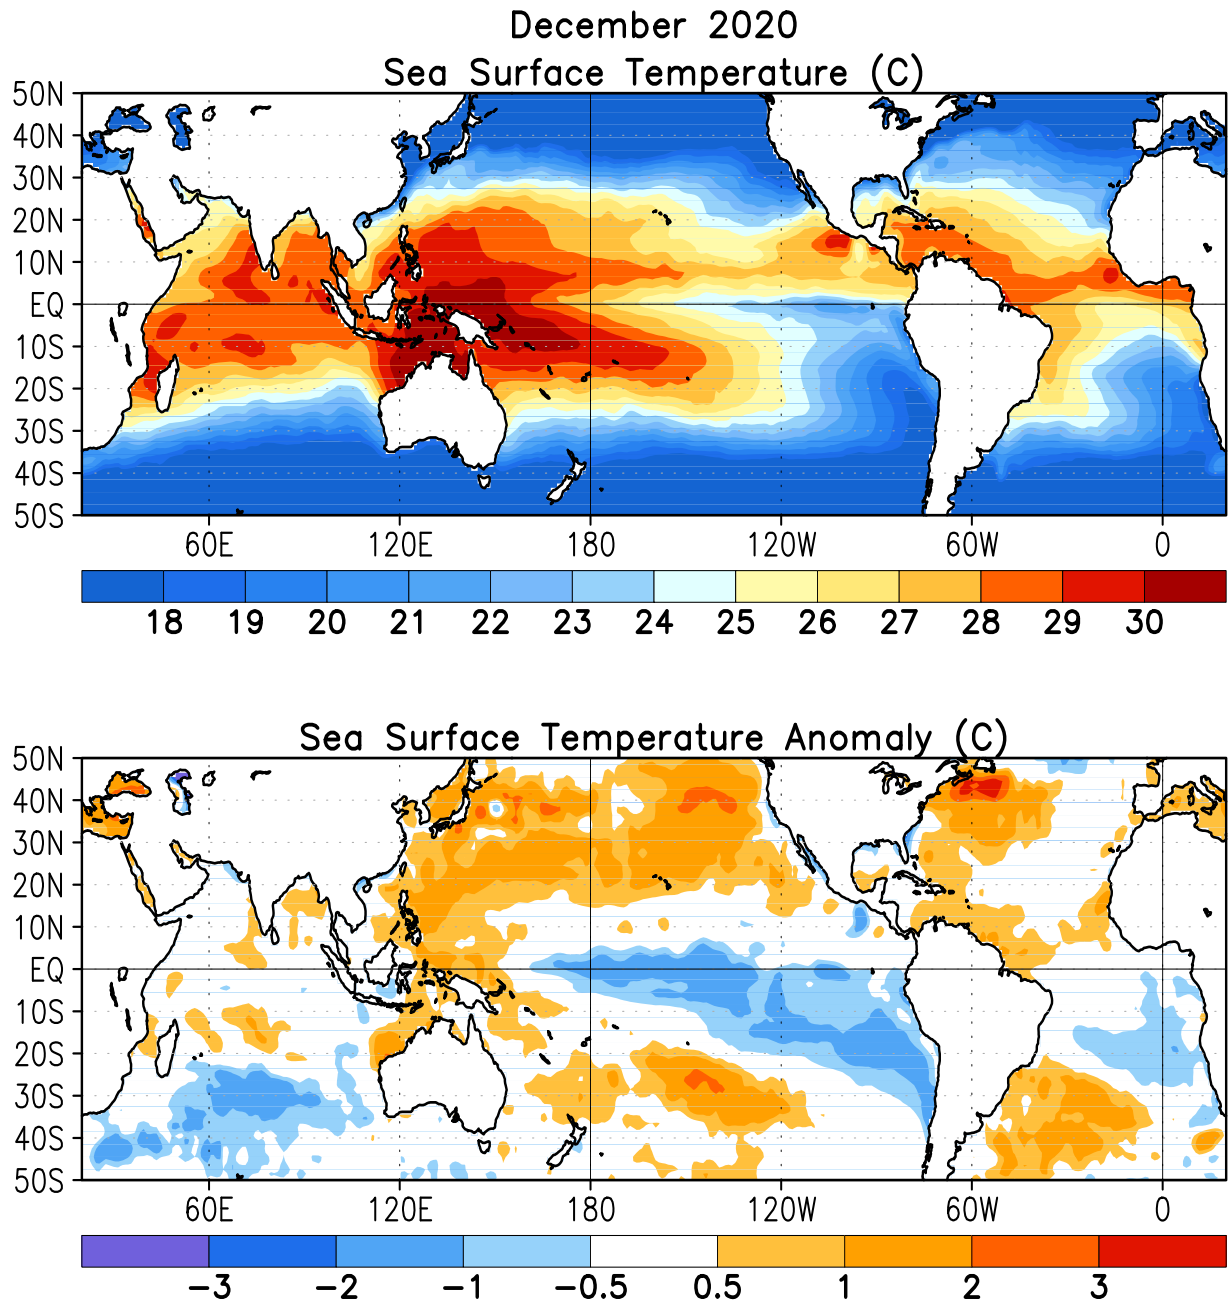 December 2020
Sea Surface Temperature (C)
50N
40N
30N
20N
10N
EQ
10S
20S
30S
40S
50S
60E 120E 180 120W 60W 0
18 19 20 21 22 23 24 25 26 27 28 29 30
Sea Surface Temperature Anomaly (C)
50N
40N
30N
20N
10N
EQ
10S
20S
30S
40S
50S
60E 120E 180 120W 60W 0
−3 −2 −1 −0.5 0.5 1 2 3